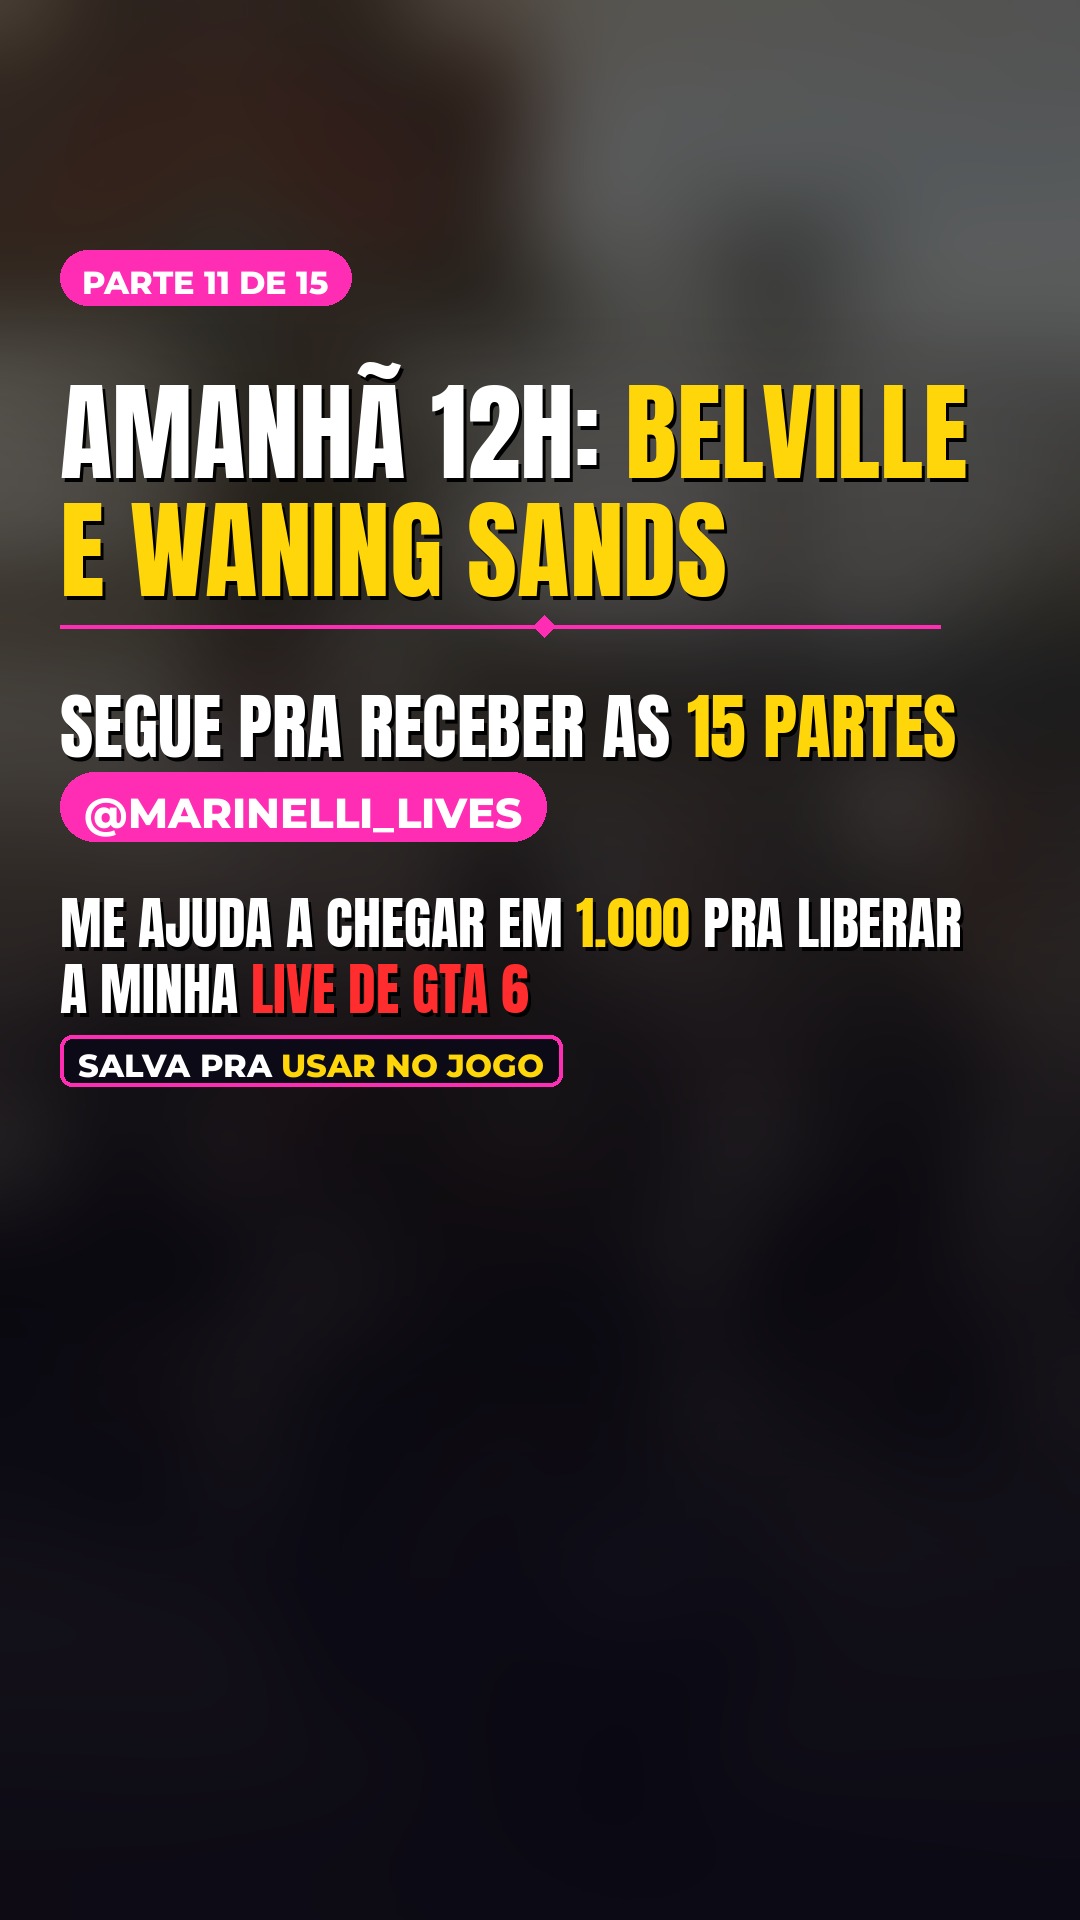 PARTE 11 DE 15
AMANHÃ 12H: BELVILLE
E WANING SANDS
SEGUE PRA RECEBER AS 15 PARTES
@MARINELLI_LIVES
ME AJUDA A CHEGAR EM 1.000 PRA LIBERAR
A MINHA LIVE DE GTA 6
SALVA PRA USAR NO JOGO